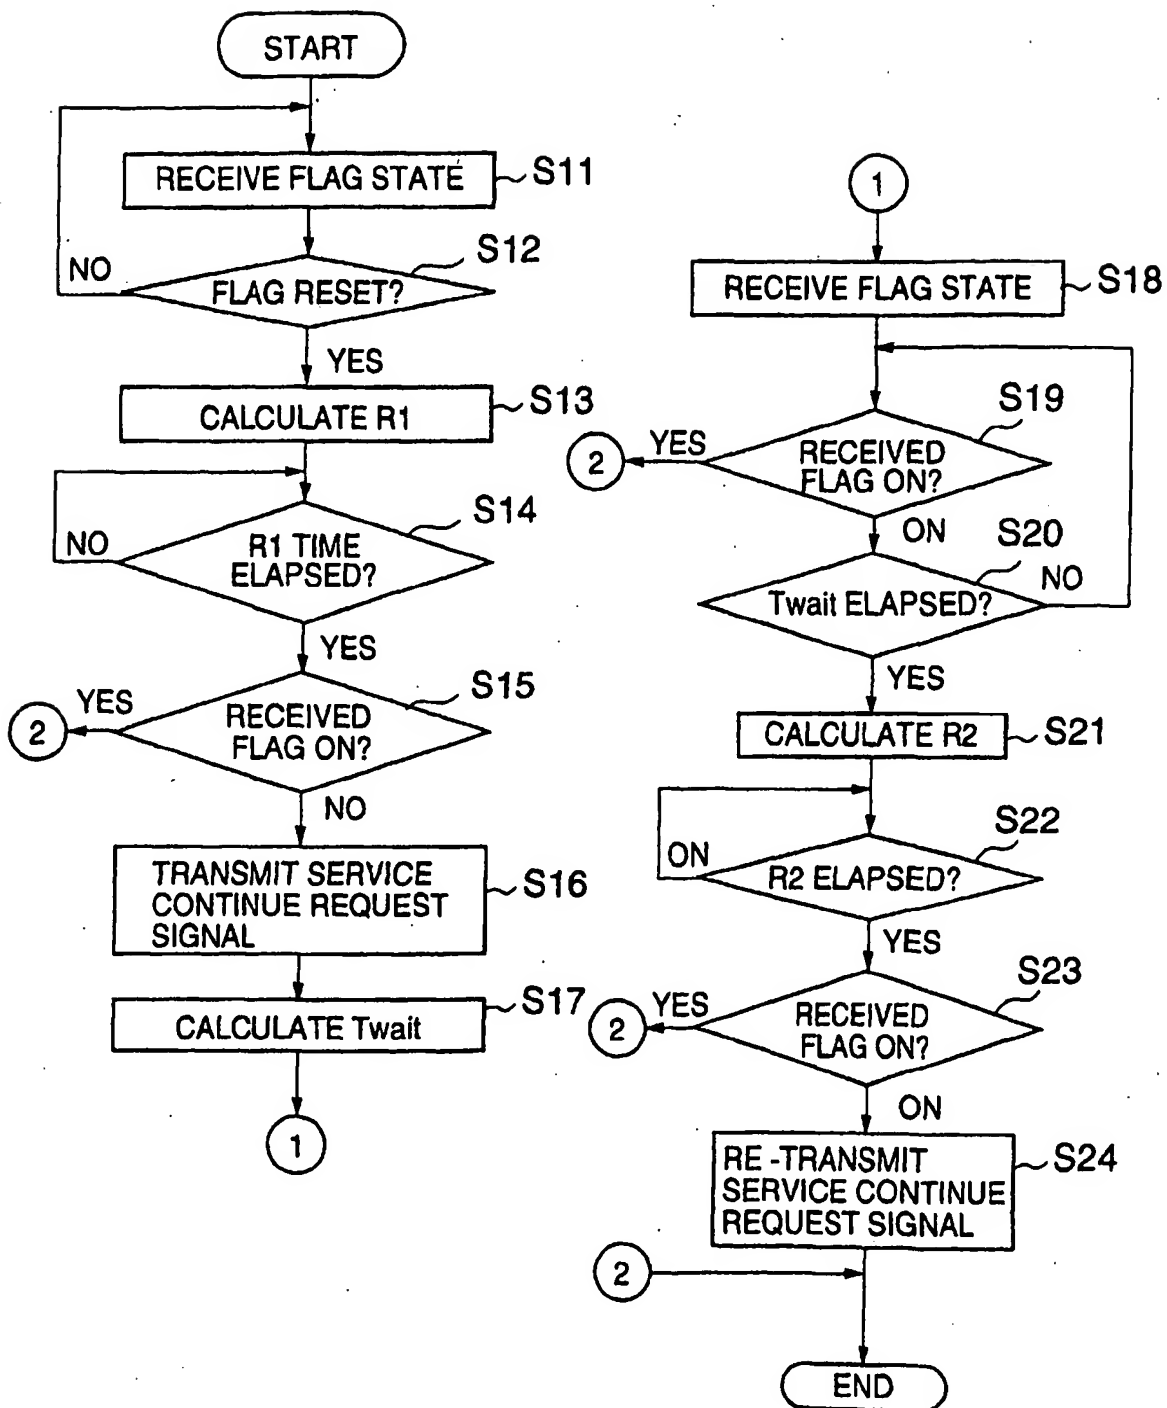 START
RECEIVE FLAG STATE
S11
S12
NO
FLAG RESET?
YES
CALCULATE R1
S13
S14
NO
R1 TIME
ELAPSED?
YES
S15
YES
2
RECEIVED
FLAG ON?
NO
TRANSMIT SERVICE
CONTINUE REQUEST
SIGNAL
S16
CALCULATE Twait
S17
1
1
RECEIVE FLAG STATE
S18
S19
YES
2
RECEIVED
FLAG ON?
ON
S20
Twait ELAPSED?
NO
YES
CALCULATE R2
S21
S22
ON
R2 ELAPSED?
YES
S23
YES
2
RECEIVED
FLAG ON?
ON
RE -TRANSMIT
SERVICE CONTINUE
REQUEST SIGNAL
S24
2
END